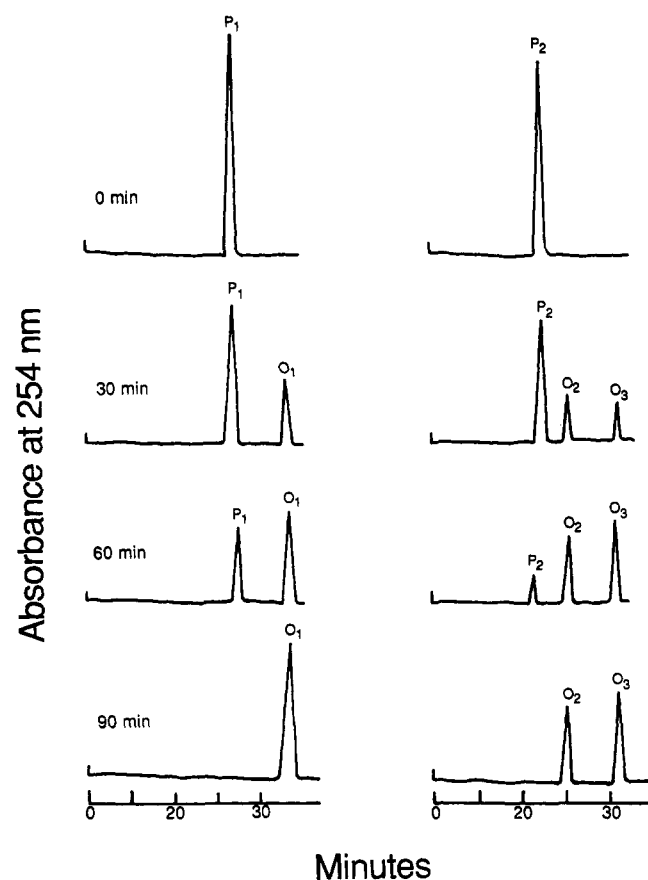 P₁ P₂
0 min
P₁ O₁ P₂ O₂ O₃
30 min
P₁ O₁ P₂ O₂ O₃
60 min
O₁ O₂ O₃
90 min
0 20 30 0 20 30
Minutes
Absorbance at 254 nm